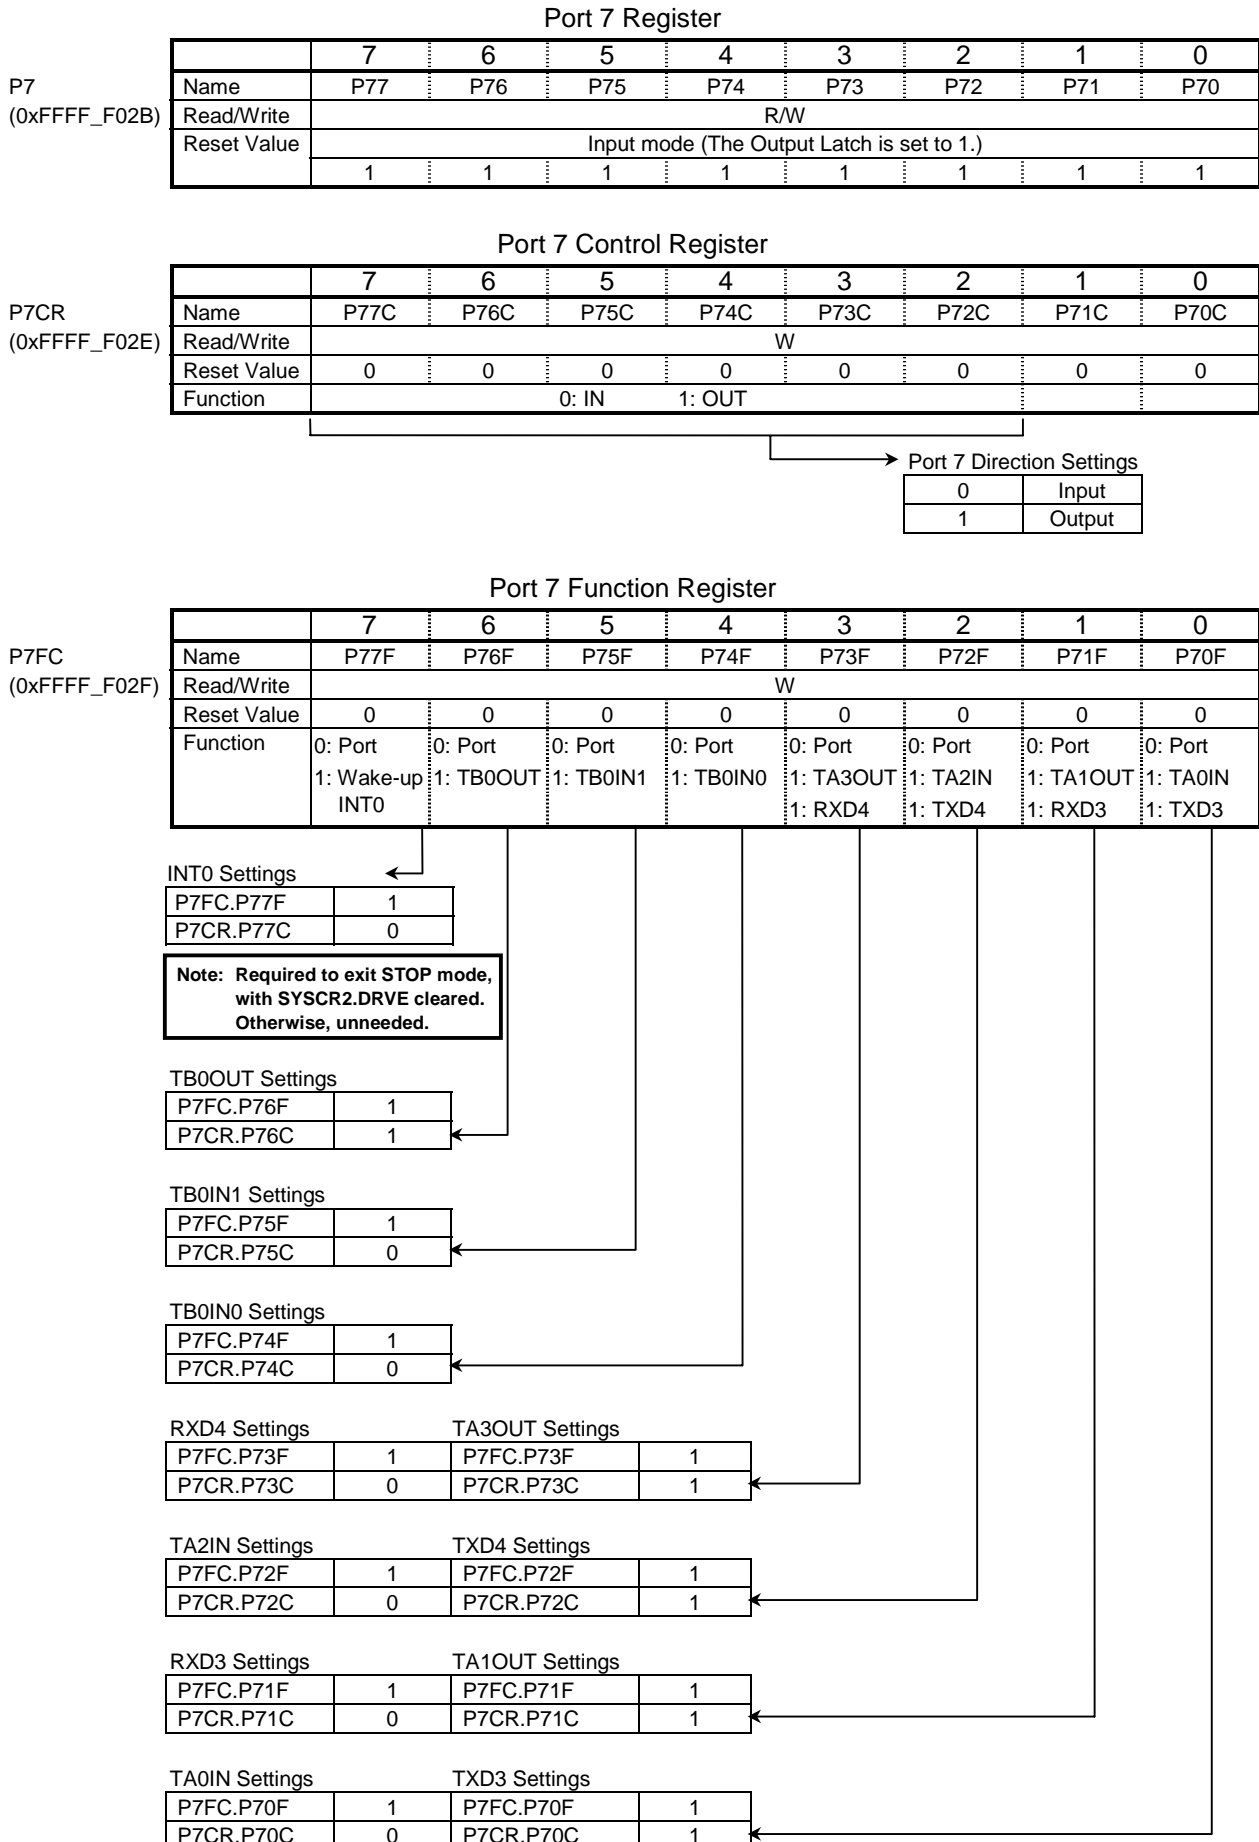 Port 7 Register
7 6 5 4 3 2 1 0
P7 Name P77 P76 P75 P74 P73 P72 P71 P70
(0xFFFF_F02B) Read/Write R/W
Reset Value Input mode (The Output Latch is set to 1.)
1 1 1 1 1 1 1 1
Port 7 Control Register
7 6 5 4 3 2 1 0
P7CR Name P77C P76C P75C P74C P73C P72C P71C P70C
(0xFFFF_F02E) Read/Write W
Reset Value 0 0 0 0 0 0 0 0
Function 0: IN 1: OUT
Port 7 Direction Settings
0 Input
1 Output
Port 7 Function Register
7 6 5 4 3 2 1 0
P7FC Name P77F P76F P75F P74F P73F P72F P71F P70F
(0xFFFF_F02F) Read/Write W
Reset Value 0 0 0 0 0 0 0 0
Function 0: Port 0: Port 0: Port 0: Port 0: Port 0: Port 0: Port 0: Port
1: Wake-up 1: TB0OUT 1: TB0IN1 1: TB0IN0 1: TA3OUT 1: TA2IN 1: TA1OUT 1: TA0IN
INT0 1: RXD4 1: TXD4 1: RXD3 1: TXD3
INT0 Settings
P7FC.P77F 1
P7CR.P77C 0
Note: Required to exit STOP mode,
with SYSCR2.DRVE cleared.
Otherwise, unneeded.
TB0OUT Settings
P7FC.P76F 1
P7CR.P76C 1
TB0IN1 Settings
P7FC.P75F 1
P7CR.P75C 0
TB0IN0 Settings
P7FC.P74F 1
P7CR.P74C 0
RXD4 Settings TA3OUT Settings
P7FC.P73F 1 P7FC.P73F 1
P7CR.P73C 0 P7CR.P73C 1
TA2IN Settings TXD4 Settings
P7FC.P72F 1 P7FC.P72F 1
P7CR.P72C 0 P7CR.P72C 1
RXD3 Settings TA1OUT Settings
P7FC.P71F 1 P7FC.P71F 1
P7CR.P71C 0 P7CR.P71C 1
TA0IN Settings TXD3 Settings
P7FC.P70F 1 P7FC.P70F 1
P7CR.P70C 0 P7CR.P70C 1